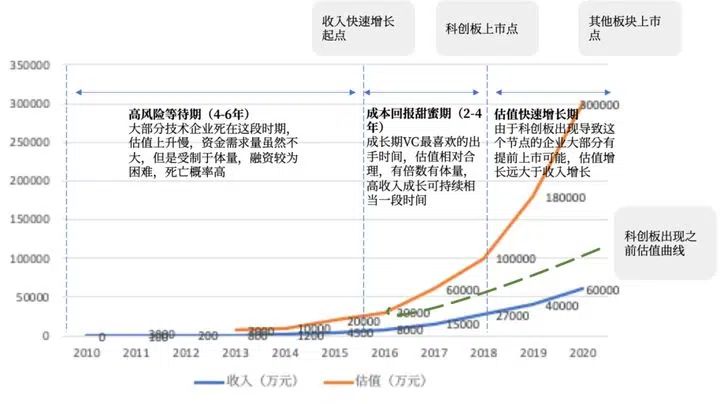 收入快速增长
起点
科创板上市点
其他板块上市
点
350000
300000
250000
200000
150000
100000
50000
0
高风险等待期（4-6年）
大部分技术企业死在这段时期，
估值上升慢，资金需求量虽然不
大，但是受制于体量，融资较为
困难，死亡概率高
成本回报甜蜜期（2-4
年）
成长期VC最喜欢的出
手时间，估值相对合
理，有倍数有体量，
高收入成长可持续相
当一段时间
估值快速增长期
由于科创板出现导致这
个节点的企业大部分有
提前上市可能，估值增
长远大于收入增长
300000
180000
100000
60000
30000
20000
10000
科创板出现之
前估值曲线
0
200
800
1200
4500
8000
15000
27000
40000
60000
2010 2011 2012 2013 2014 2015 2016 2017 2018 2019 2020
收入（万元） 估值（万元）